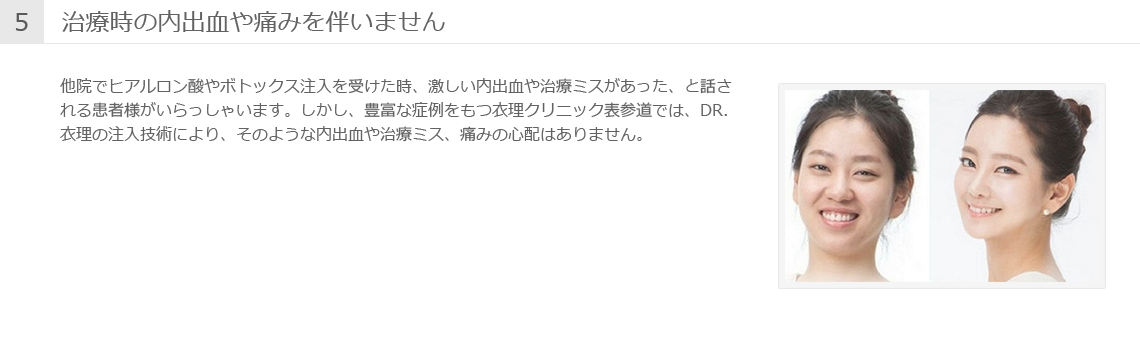 5 治療時の内出血や痛みを伴いません
他院でヒアルロン酸やボトックス注入を受けた時、激しい内出血や治療ミスがあった、と話さ
れる患者様がいらっしゃいます。しかし、豊富な症例をもつ衣理クリニック表参道では、DR.
衣理の注入技術により、そのような内出血や治療ミス、痛みの心配はありません。